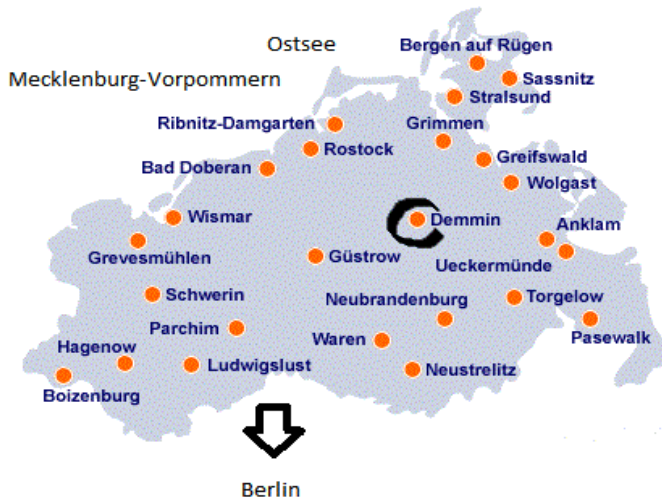 Ostsee
Bergen auf Rügen
Mecklenburg-Vorpommern
Sassnitz
Stralsund
Ribnitz-Damgarten
Grimmen
Rostock
Greifswald
Bad Doberan
Wolgast
Wismar
Demmin
Anklam
Grevesmühlen
Güstrow
Ueckermünde
Schwerin
Neubrandenburg
Torgelow
Parchim
Waren
Pasewalk
Hagenow
Ludwigslust
Neustrelitz
Boizenburg
Berlin